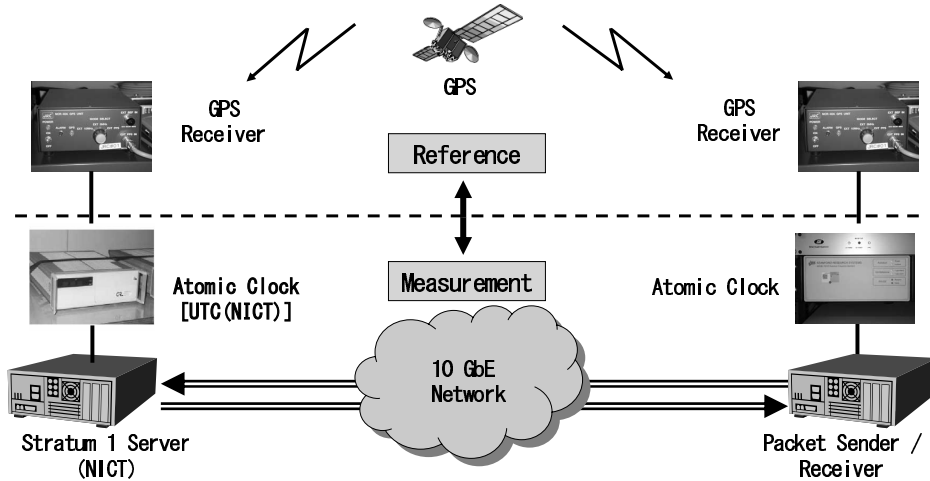 GPS
GPS
Receiver
GPS
Receiver
Reference
Measurement
Atomic Clock
[UTC(NICT)]
Atomic Clock
10 GbE
Network
Stratum 1 Server
(NICT)
Packet Sender /
Receiver